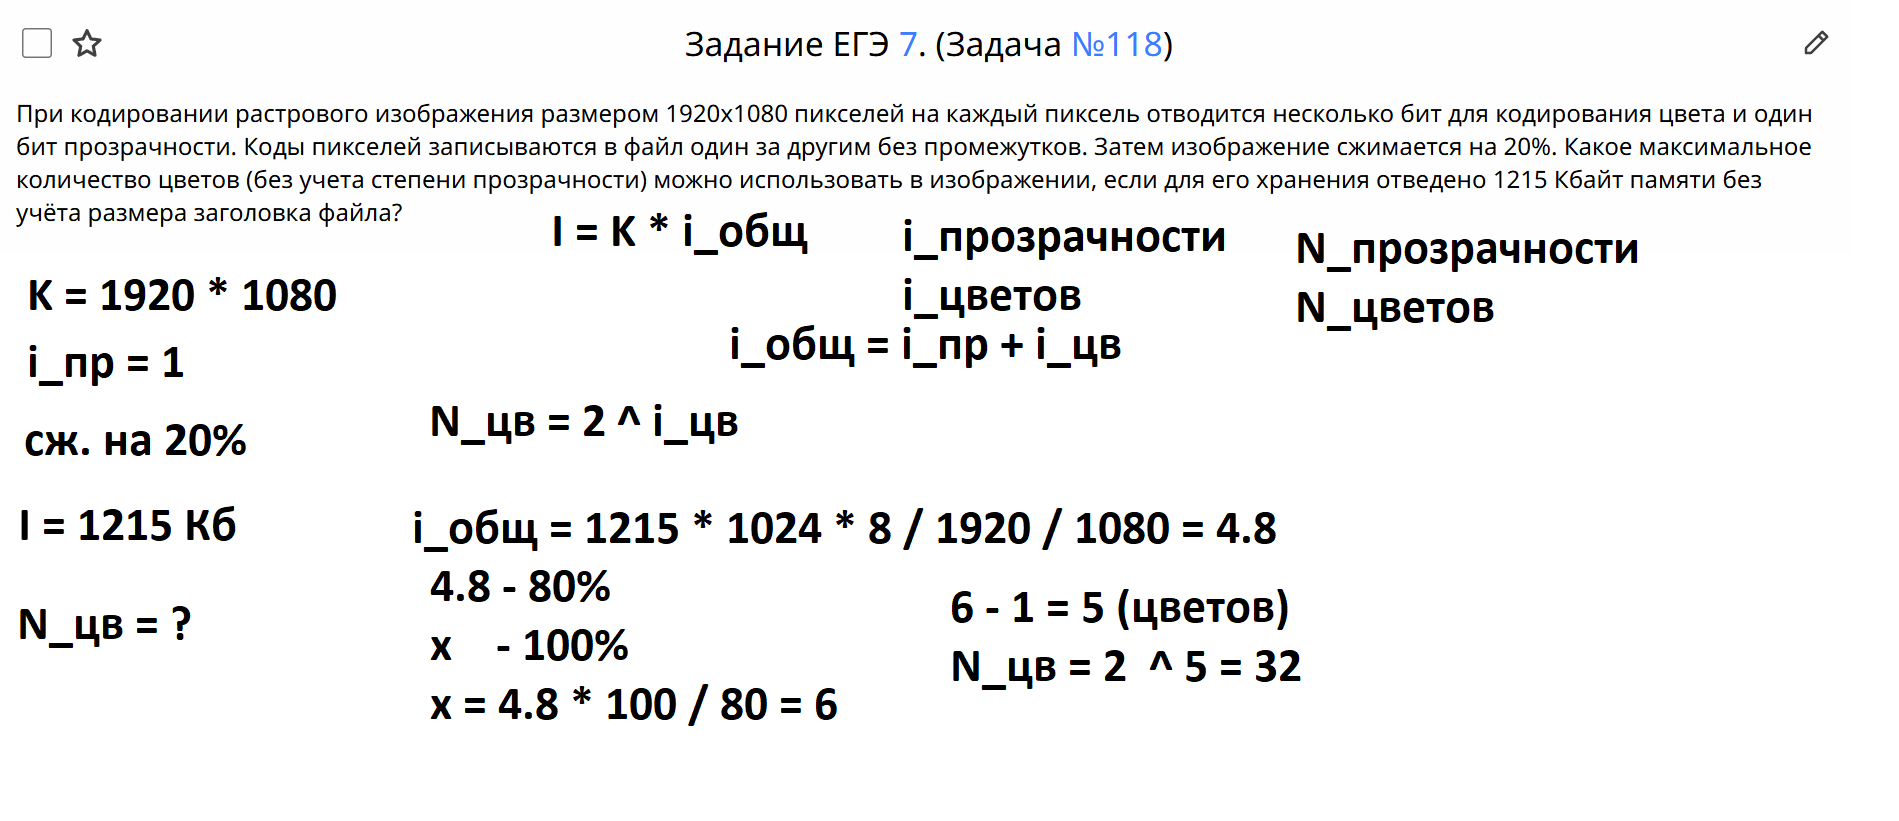 Задание ЕГЭ 7. (Задача №118)
При кодировании растрового изображения размером 1920х1080 пикселей на каждый пиксель отводится несколько бит для кодирования цвета и один
бит прозрачности. Коды пикселей записываются в файл один за другим без промежутков. Затем изображение сжимается на 20%. Какое максимальное
количество цветов (без учета степени прозрачности) можно использовать в изображении, если для его хранения отведено 1215 Кбайт памяти без
учёта размера заголовка файла?
I = K * i_общ
i_прозрачности
i_цветов
N_прозрачности
N_цветов
i_общ = i_пр + i_цв
K = 1920 * 1080
i_пр = 1
сж. на 20%
I = 1215 Кб
N_цв = ?
N_цв = 2 ^ i_цв
i_общ = 1215 * 1024 * 8 / 1920 / 1080 = 4.8
4.8 - 80%
x - 100%
x = 4.8 * 100 / 80 = 6
6 - 1 = 5 (цветов)
N_цв = 2 ^ 5 = 32